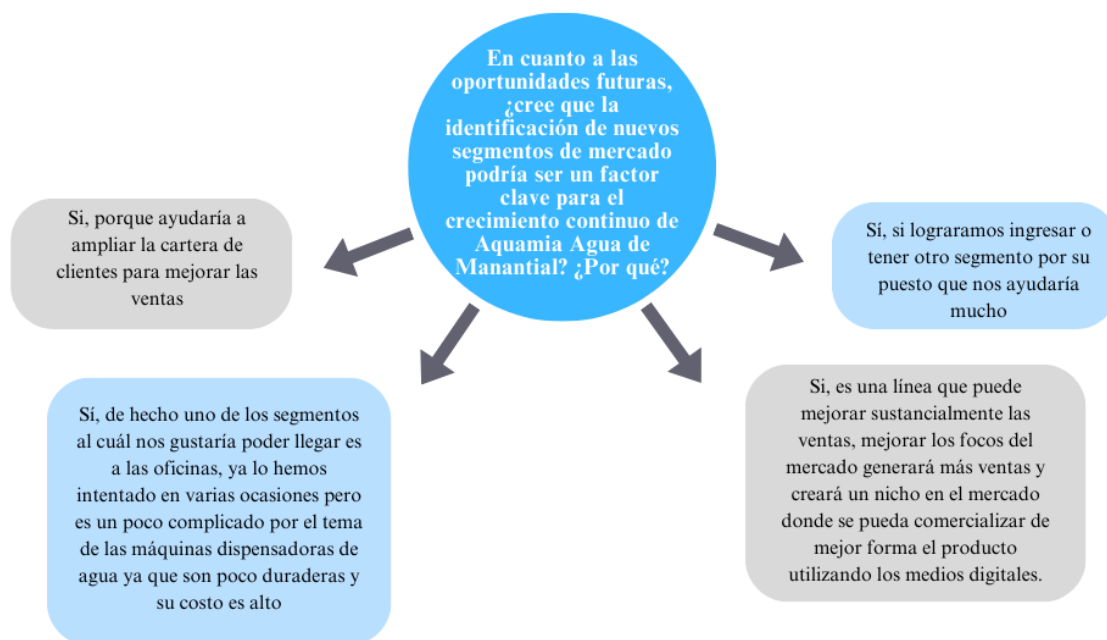 En cuanto a las
oportunidades futuras,
¿cree que la
identificación de nuevos
segmentos de mercado
podría ser un factor
clave para el
crecimiento continuo de
Aquamia Agua de
Manantial? ¿Por qué?
Si, porque ayudaría a
ampliar la cartera de
clientes para mejorar las
ventas
Sí, si lograramos ingresar o
tener otro segmento por su
puesto que nos ayudaría
mucho
Sí, de hecho uno de los segmentos
al cuál nos gustaría poder llegar es
a las oficinas, ya lo hemos
intentado en varias ocasiones pero
es un poco complicado por el tema
de las máquinas dispensadoras de
agua ya que son poco duraderas y
su costo es alto
Si, es una línea que puede
mejorar sustancialmente las
ventas, mejorar los focos del
mercado generará más ventas y
creará un nicho en el mercado
donde se pueda comercializar de
mejor forma el producto
utilizando los medios digitales.